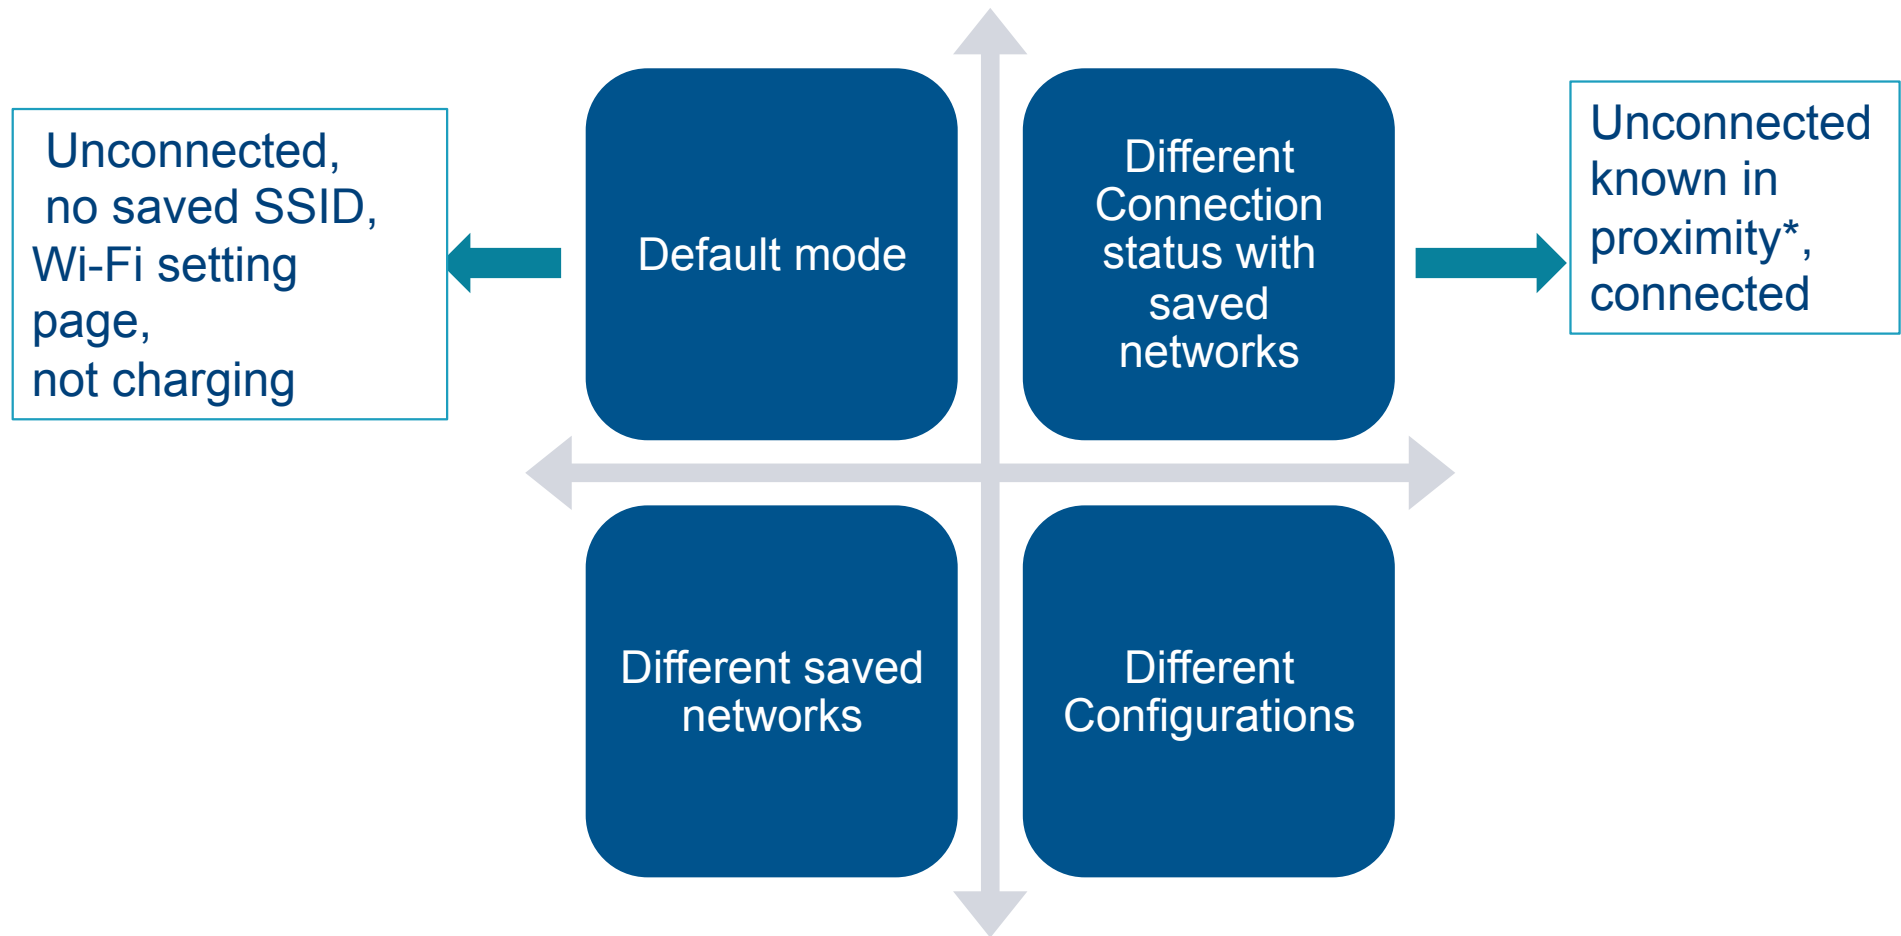 Unconnected,
no saved SSID,
Wi-Fi setting
page,
not charging
Default mode
Different
Connection
status with
saved
networks
Unconnected
known in
proximity*,
connected
Different saved
networks
Different
Configurations